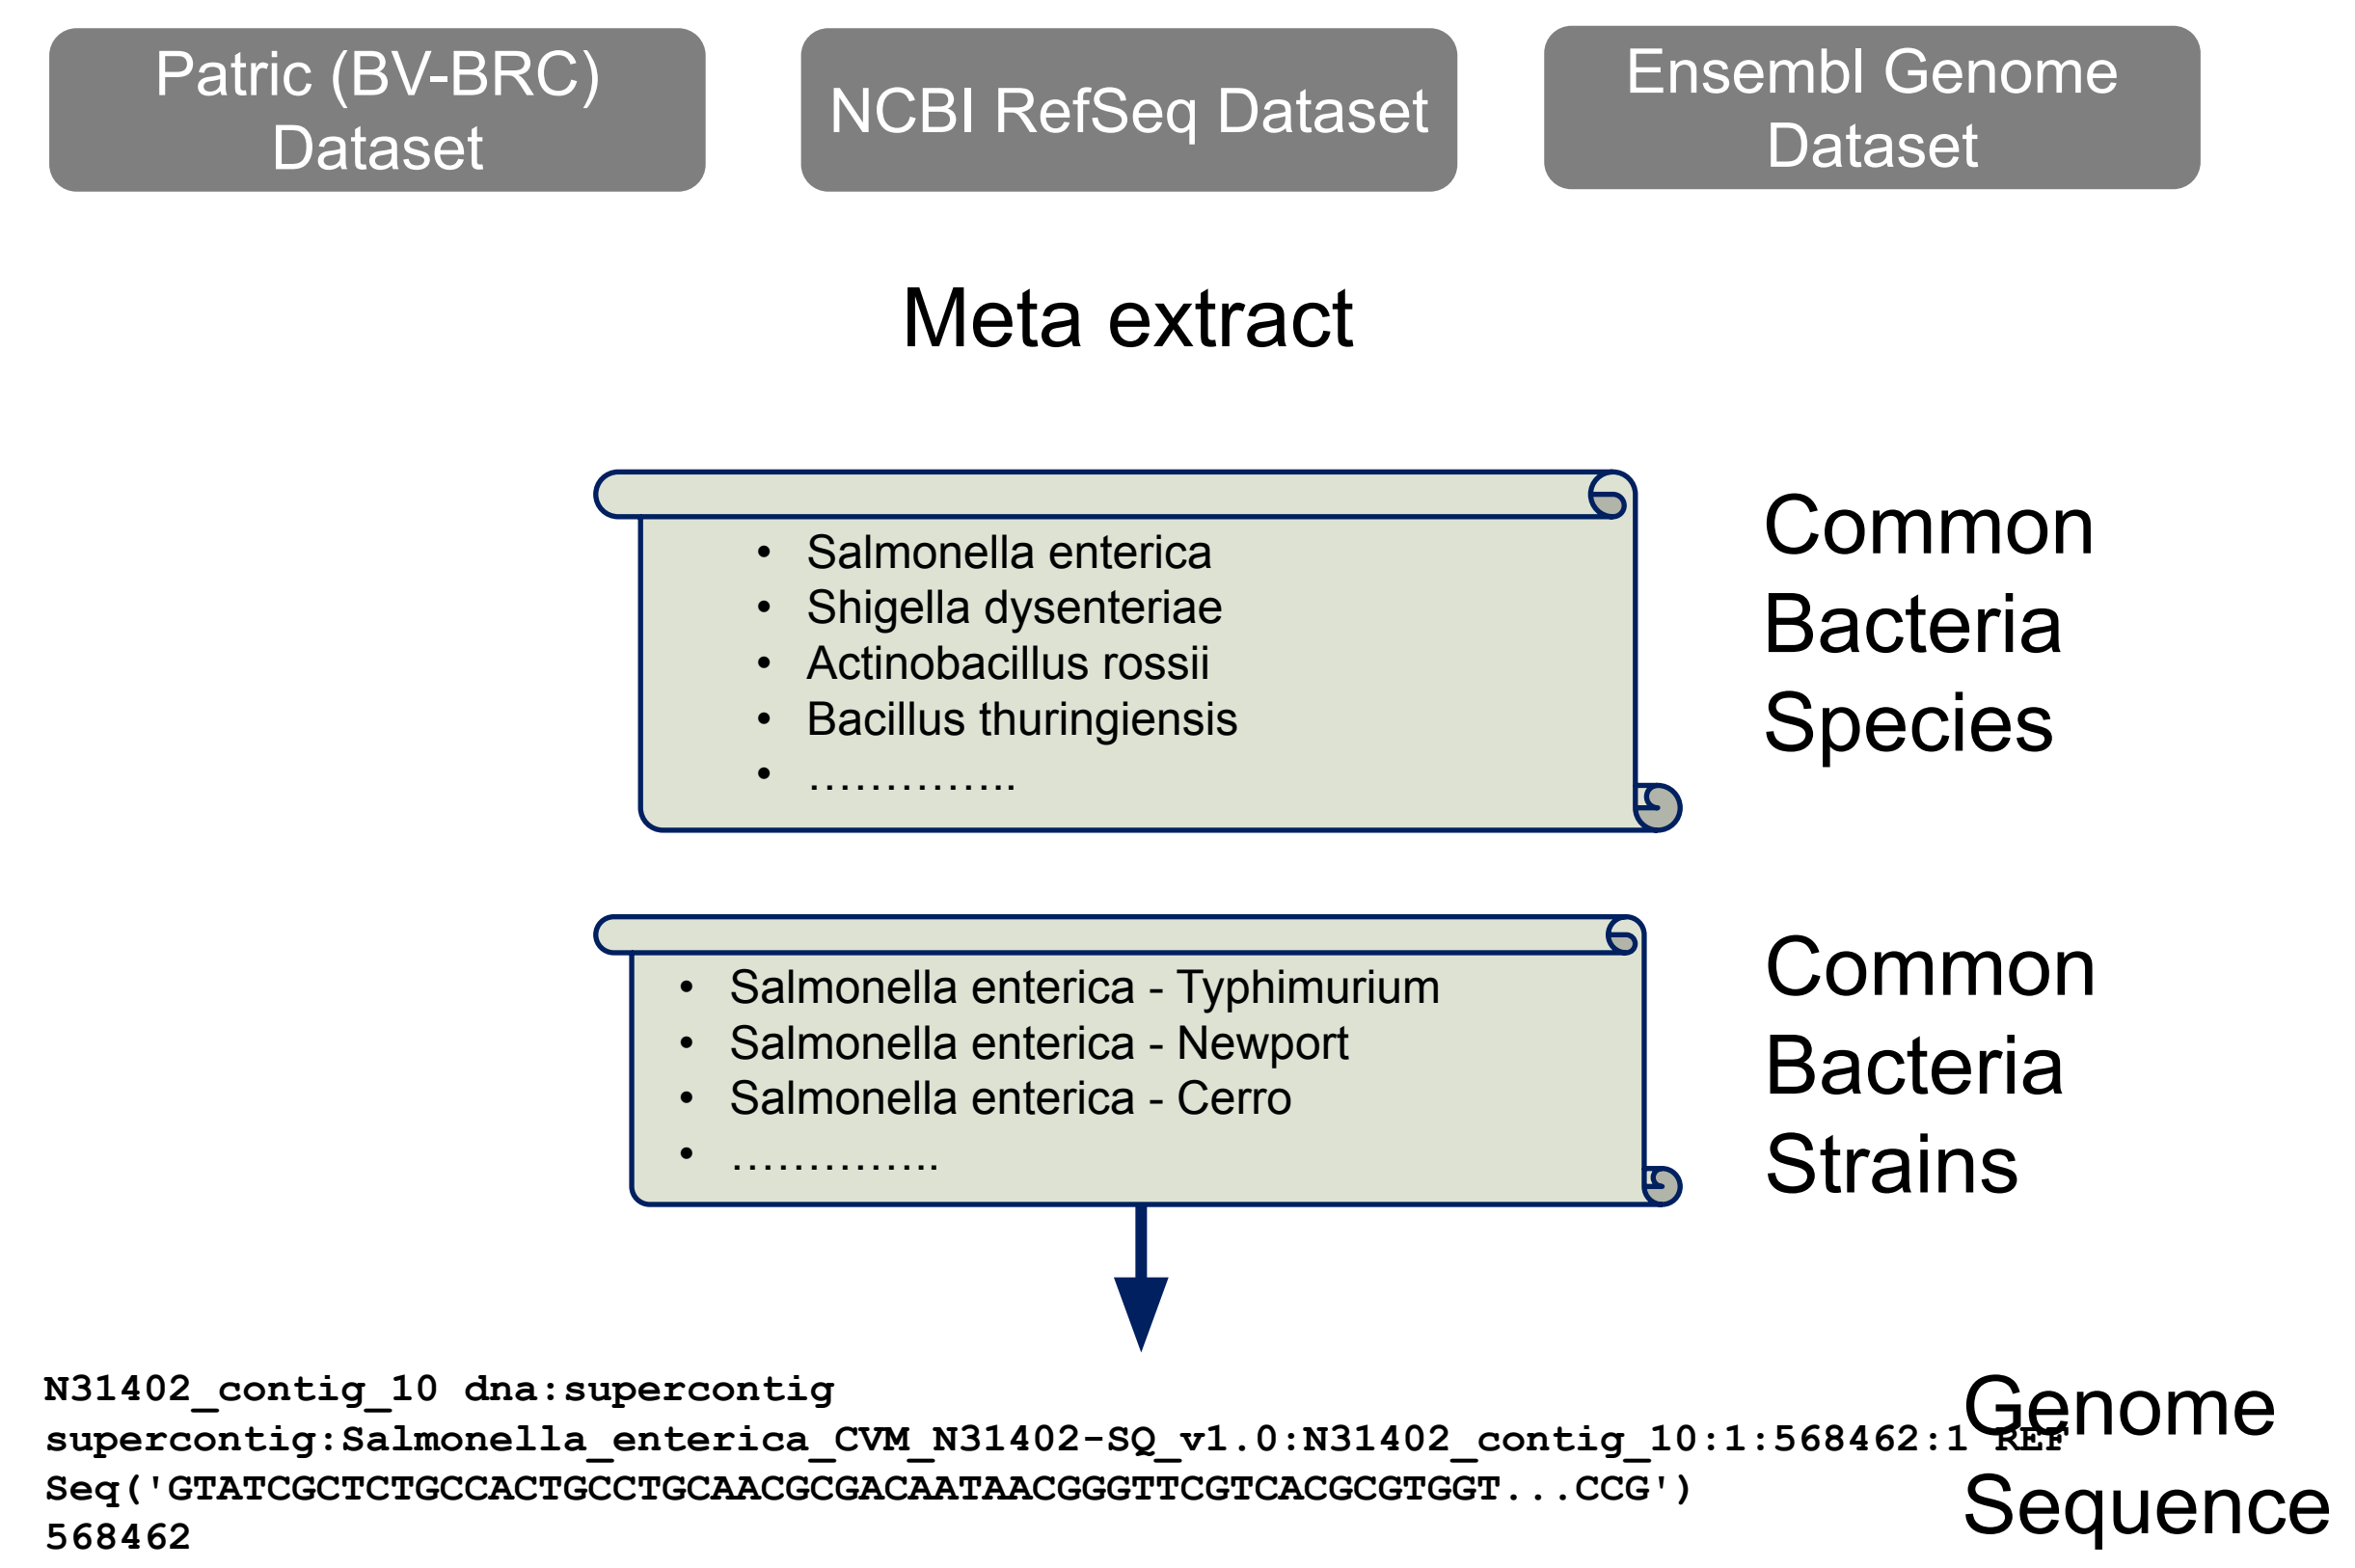 Patric (BV-BRC)
Dataset
NCBI RefSeq Dataset
Ensembl Genome
Dataset
Meta extract
• Salmonella enterica
• Shigella dysenteriae
• Actinobacillus rossii
• Bacillus thuringiensis
• …………..
Common
Bacteria
Species
• Salmonella enterica - Typhimurium
• Salmonella enterica - Newport
• Salmonella enterica - Cerro
• …………..
Common
Bacteria
Strains
N31402_contig_10 dna:supercontig
supercontig:Salmonella_enterica_CVM_N31402-SQ_v1.0:N31402_contig_10:1:568462:1 REF
Seq('GTATCGCTCTGCCACTGCCTGCAACGCGACAATAACGGGTTCGTCACGCGTGGT...CCG')
568462
Genome
Sequence